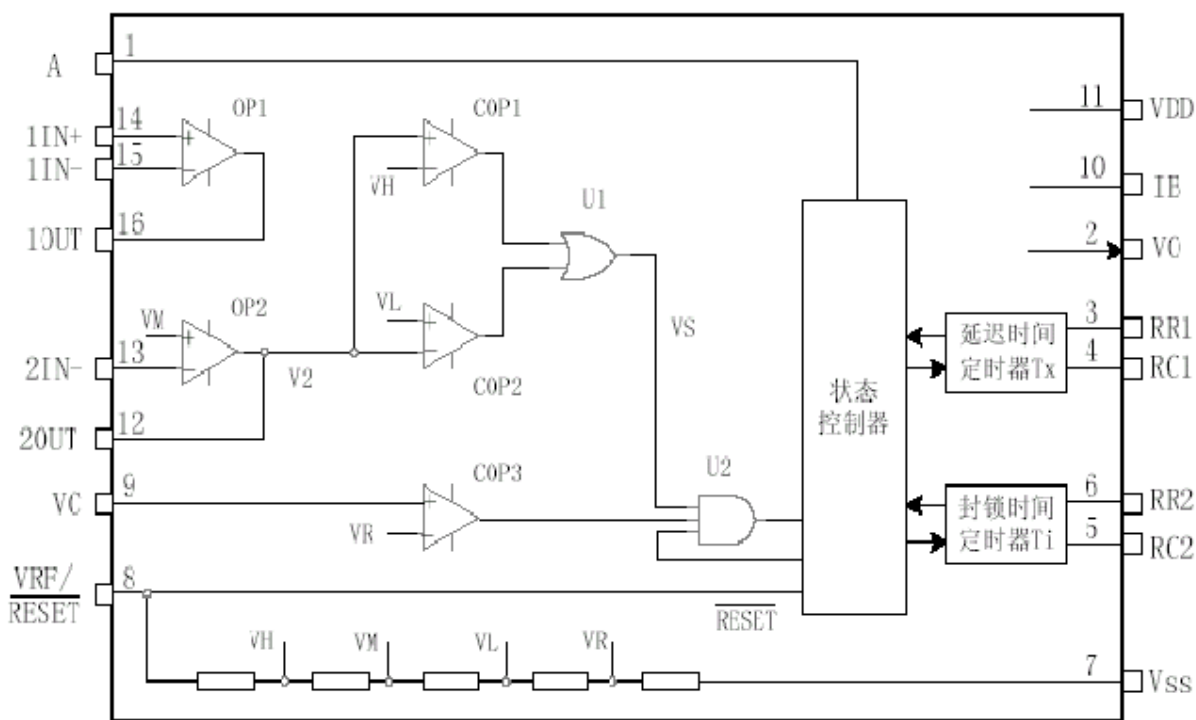 A 1
OP1
COP1
11 VDD
1IN+ 14
1IN- 15
VH
10 IB
U1
1OUT 16
2 VO
OP2
VL
VM
3 RR1
延迟时间
定时器Tx
4 RC1
VS
2IN- 13
V2
COP2
状态
控制器
2OUT 12
COP3
U2
VC 9
6 RR2
封锁时间
定时器Ti
5 RC2
VR
VRF/
RESET
8
RESET
VH VM VL VR
7 Vss